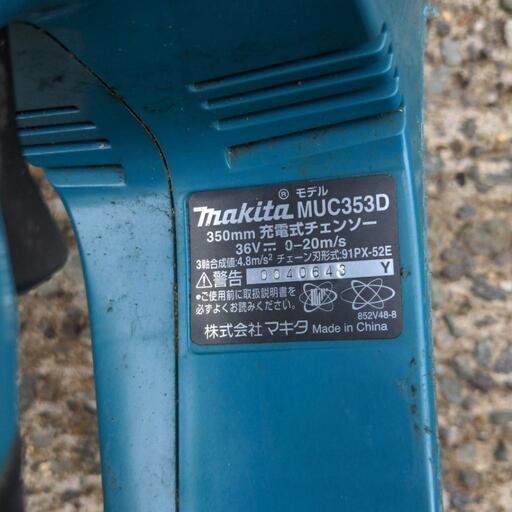 makita® モデル MUC353D
350mm 充電式チェンソー
36V⎓ 0-20m/s
3軸合成値:4.8m/s² チェーン刃形式:91PX-52E
⚠警告 0040643 Y
●ご使用前に取扱説明書を
必ずよくお読みください。
852V48-8
株式会社マキタ Made in China